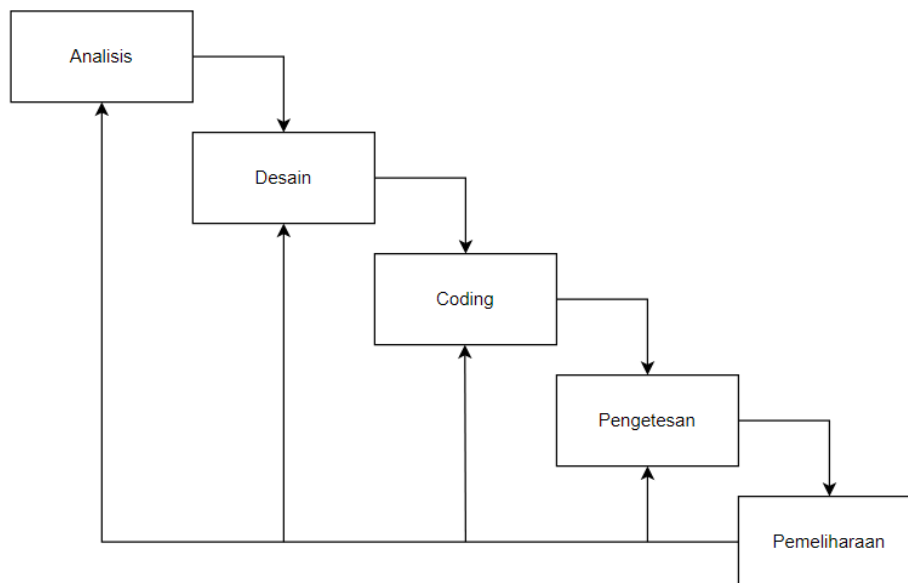 Analisis
Desain
Coding
Pengetesan
Pemeliharaan